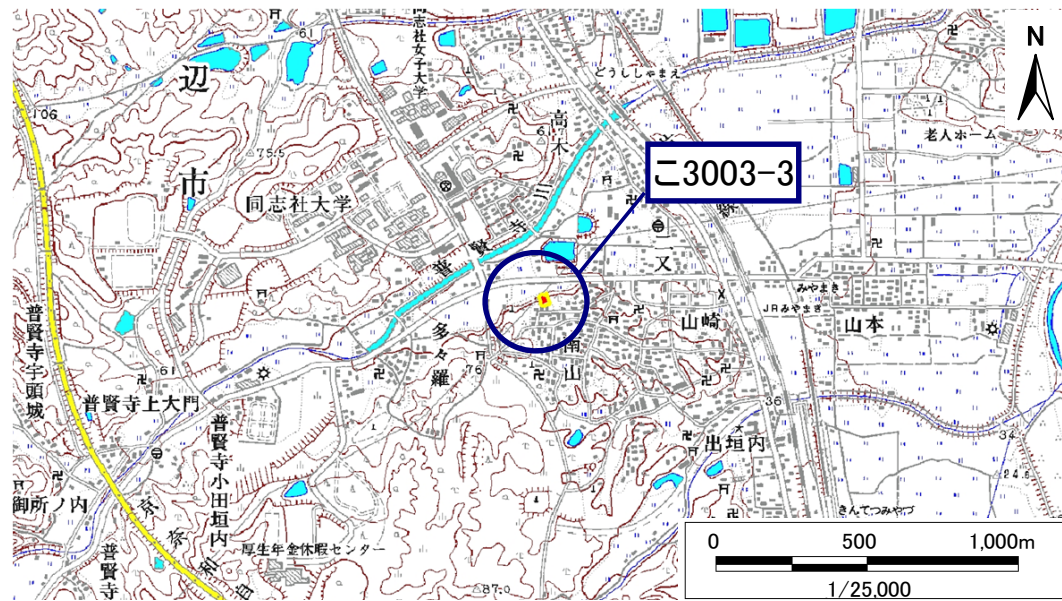 61
N
辺
同志社女子大学
どうししゃまえ
106
高木
61
老人ホーム
75.5
こ3003-3
市
同志社大学
川
普賢寺
二又
みやまき
JRみやまき
普賢寺宇頭城
多々羅
南山
山崎
山本
61
76
普賢寺上大門
36
普賢寺小田垣内
出垣内
34
24.5
御所ノ内
きんてつみやづ
京奈和自
厚生年金休暇センター
普賢寺
87.0
0 500 1,000m
1/25,000